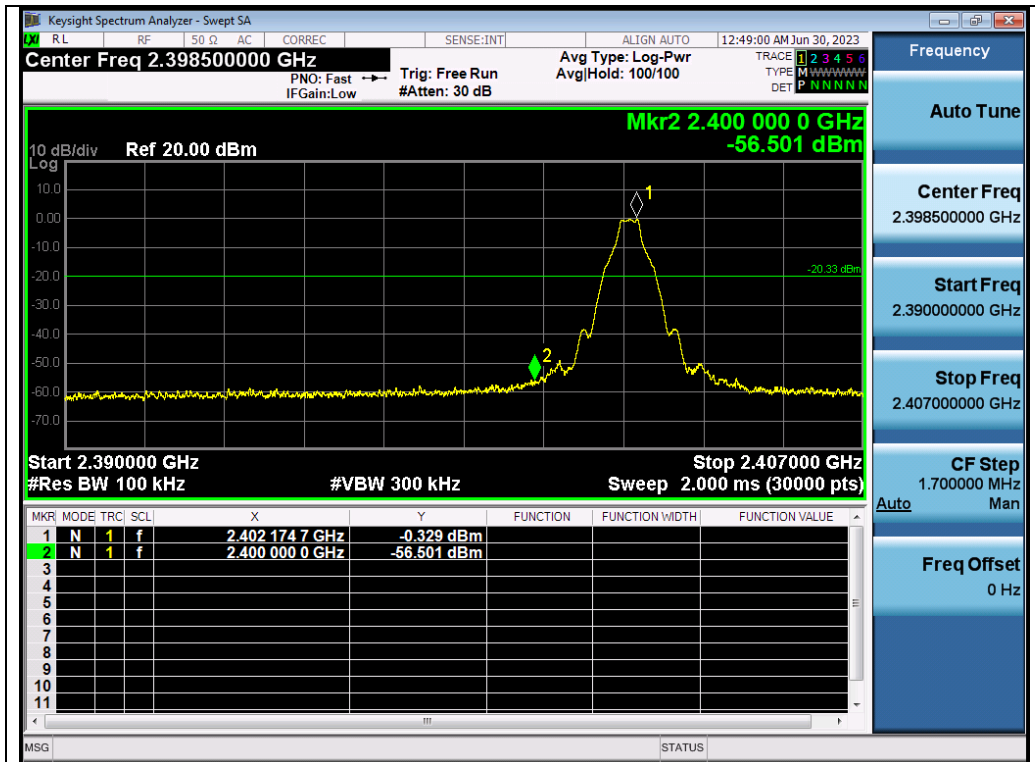 Keysight Spectrum Analyzer - Swept SA
LXI RL RF 50 Ω AC CORREC SENSE:INT ALIGN AUTO 12:49:00 AM Jun 30, 2023
Center Freq 2.398500000 GHz
PNO: Fast
IFGain:Low
Trig: Free Run
#Atten: 30 dB
Avg Type: Log-Pwr
Avg|Hold: 100/100
TRACE 1 2 3 4 5 6
TYPE M WWWWW
DET P N N N N N
Mkr2 2.400 000 0 GHz
-56.501 dBm
10 dB/div Ref 20.00 dBm
Log
10.0
0.00
-10.0
-20.0
-30.0
-40.0
-50.0
-60.0
-70.0
1
2
-20.33 dBm
Start 2.390000 GHz Stop 2.407000 GHz
#Res BW 100 kHz #VBW 300 kHz Sweep 2.000 ms (30000 pts)
MKR MODE TRC SCL X Y FUNCTION FUNCTION WIDTH FUNCTION VALUE
1 N 1 f 2.402 174 7 GHz -0.329 dBm
2 N 1 f 2.400 000 0 GHz -56.501 dBm
3
4
5
6
7
8
9
10
11
MSG STATUS
Frequency
Auto Tune
Center Freq
2.398500000 GHz
Start Freq
2.390000000 GHz
Stop Freq
2.407000000 GHz
CF Step
1.700000 MHz
Auto Man
Freq Offset
0 Hz